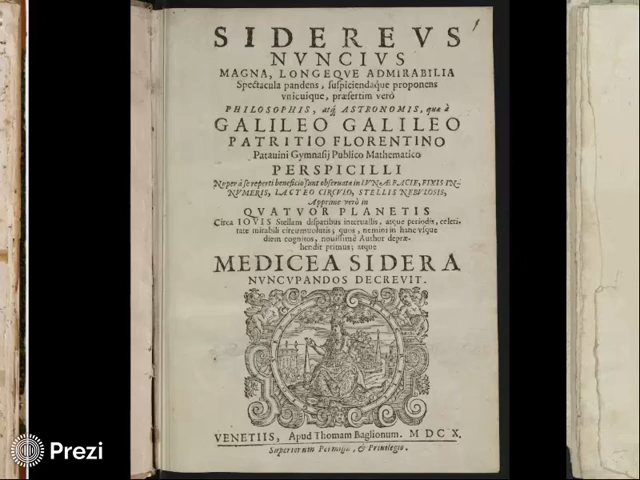 SIDEREVS
NVNCIVS
MAGNA, LONGEQVE ADMIRABILIA
Spectacula pandens, suspiciendaque proponens
vnicuique, præsertim verò
PHILOSOPHIS, atq; ASTRONOMIS, quæ à
GALILEO GALILEO
PATRITIO FLORENTINO
Patauini Gymnasij Publico Mathematico
PERSPICILLI
Nuper à se reperti beneficio sunt obseruata in LVNÆ FACIE, FIXIS IN-
NVMERIS, LACTEO CIRCVLO, STELLIS NEBVLOSIS,
Apprime verò in
QVATVOR PLANETIS
Circa IOVIS Stellam disparibus interuallis, atque periodis, celeri-
tate mirabili circumuolutis; quos, nemini in hanc vsque
diem cognitos, nouissimè Author depræ-
hendit primus; atque
MEDICEA SIDERA
NVNCVPANDOS DECREVIT.
VENETIIS, Apud Thomam Baglionum. M DC X.
Superiorum Permissu, & Priuilegio.
Prezi